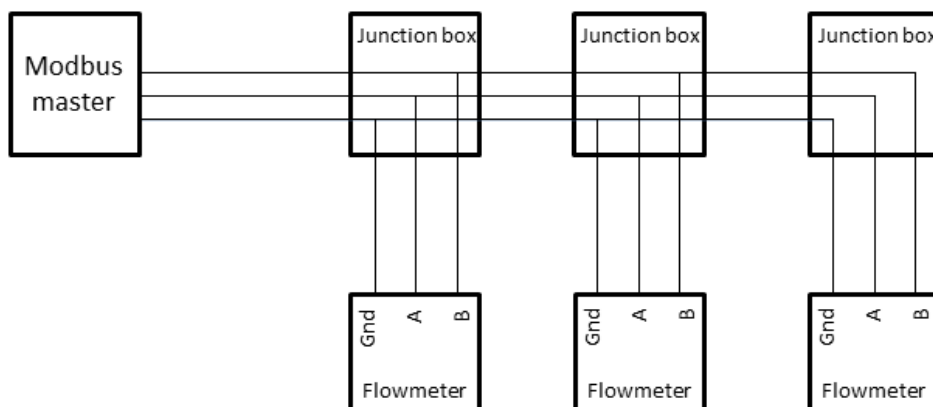 Modbus
master
Junction box
Junction box
Junction box
Gnd
A
B
Gnd
A
B
Gnd
A
B
Flowmeter
Flowmeter
Flowmeter